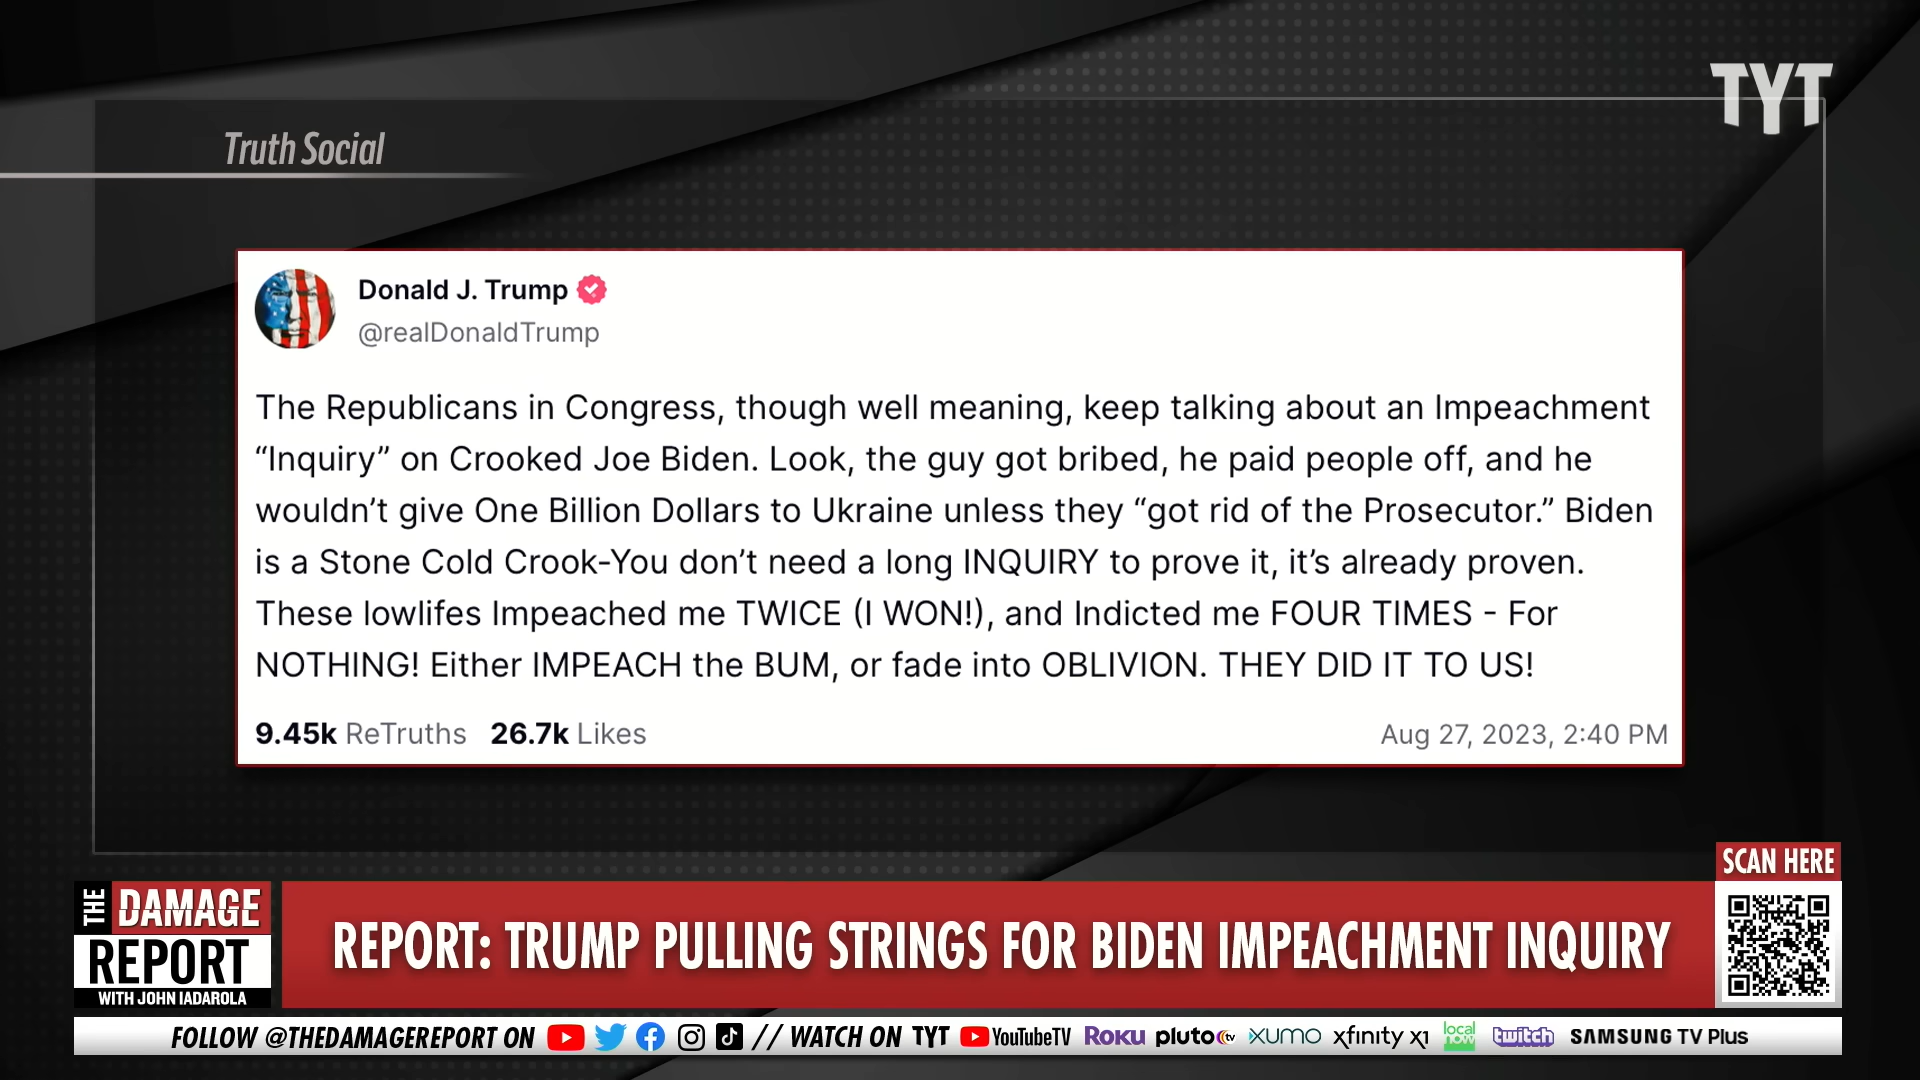 TYT
Truth Social
Donald J. Trump
@realDonaldTrump
The Republicans in Congress, though well meaning, keep talking about an Impeachment
“Inquiry” on Crooked Joe Biden. Look, the guy got bribed, he paid people off, and he
wouldn’t give One Billion Dollars to Ukraine unless they “got rid of the Prosecutor.” Biden
is a Stone Cold Crook-You don’t need a long INQUIRY to prove it, it’s already proven.
These lowlifes Impeached me TWICE (I WON!), and Indicted me FOUR TIMES - For
NOTHING! Either IMPEACH the BUM, or fade into OBLIVION. THEY DID IT TO US!
9.45k ReTruths 26.7k Likes Aug 27, 2023, 2:40 PM
SCAN HERE
THE DAMAGE
REPORT
WITH JOHN IADAROLA
REPORT: TRUMP PULLING STRINGS FOR BIDEN IMPEACHMENT INQUIRY
FOLLOW @THEDAMAGEREPORT ON // WATCH ON TYT YouTubeTV ROKU pluto tv XUMO xfinity x1 local now twitch SAMSUNG TV Plus